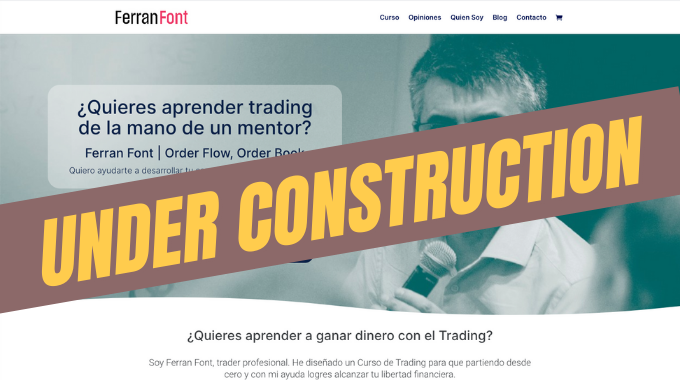 FerranFont
Curso Opiniones Quien Soy Blog Contacto
¿Quieres aprender trading
de la mano de un mentor?
Ferran Font | Order Flow, Order Book
Quiero ayudarte a desarrollar tu
UNDER CONSTRUCTION
¿Quieres aprender a ganar dinero con el Trading?
Soy Ferran Font, trader profesional. He diseñado un Curso de Trading para que partiendo desde
cero y con mi ayuda logres alcanzar tu libertad financiera.